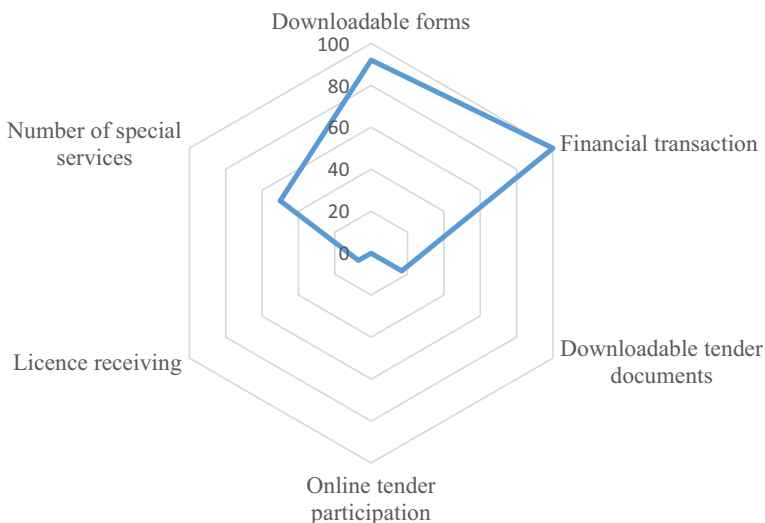 Downloadable forms
100
80
60
40
20
0
Financial transaction
Downloadable tender
documents
Online tender
participation
Licence receiving
Number of special
services